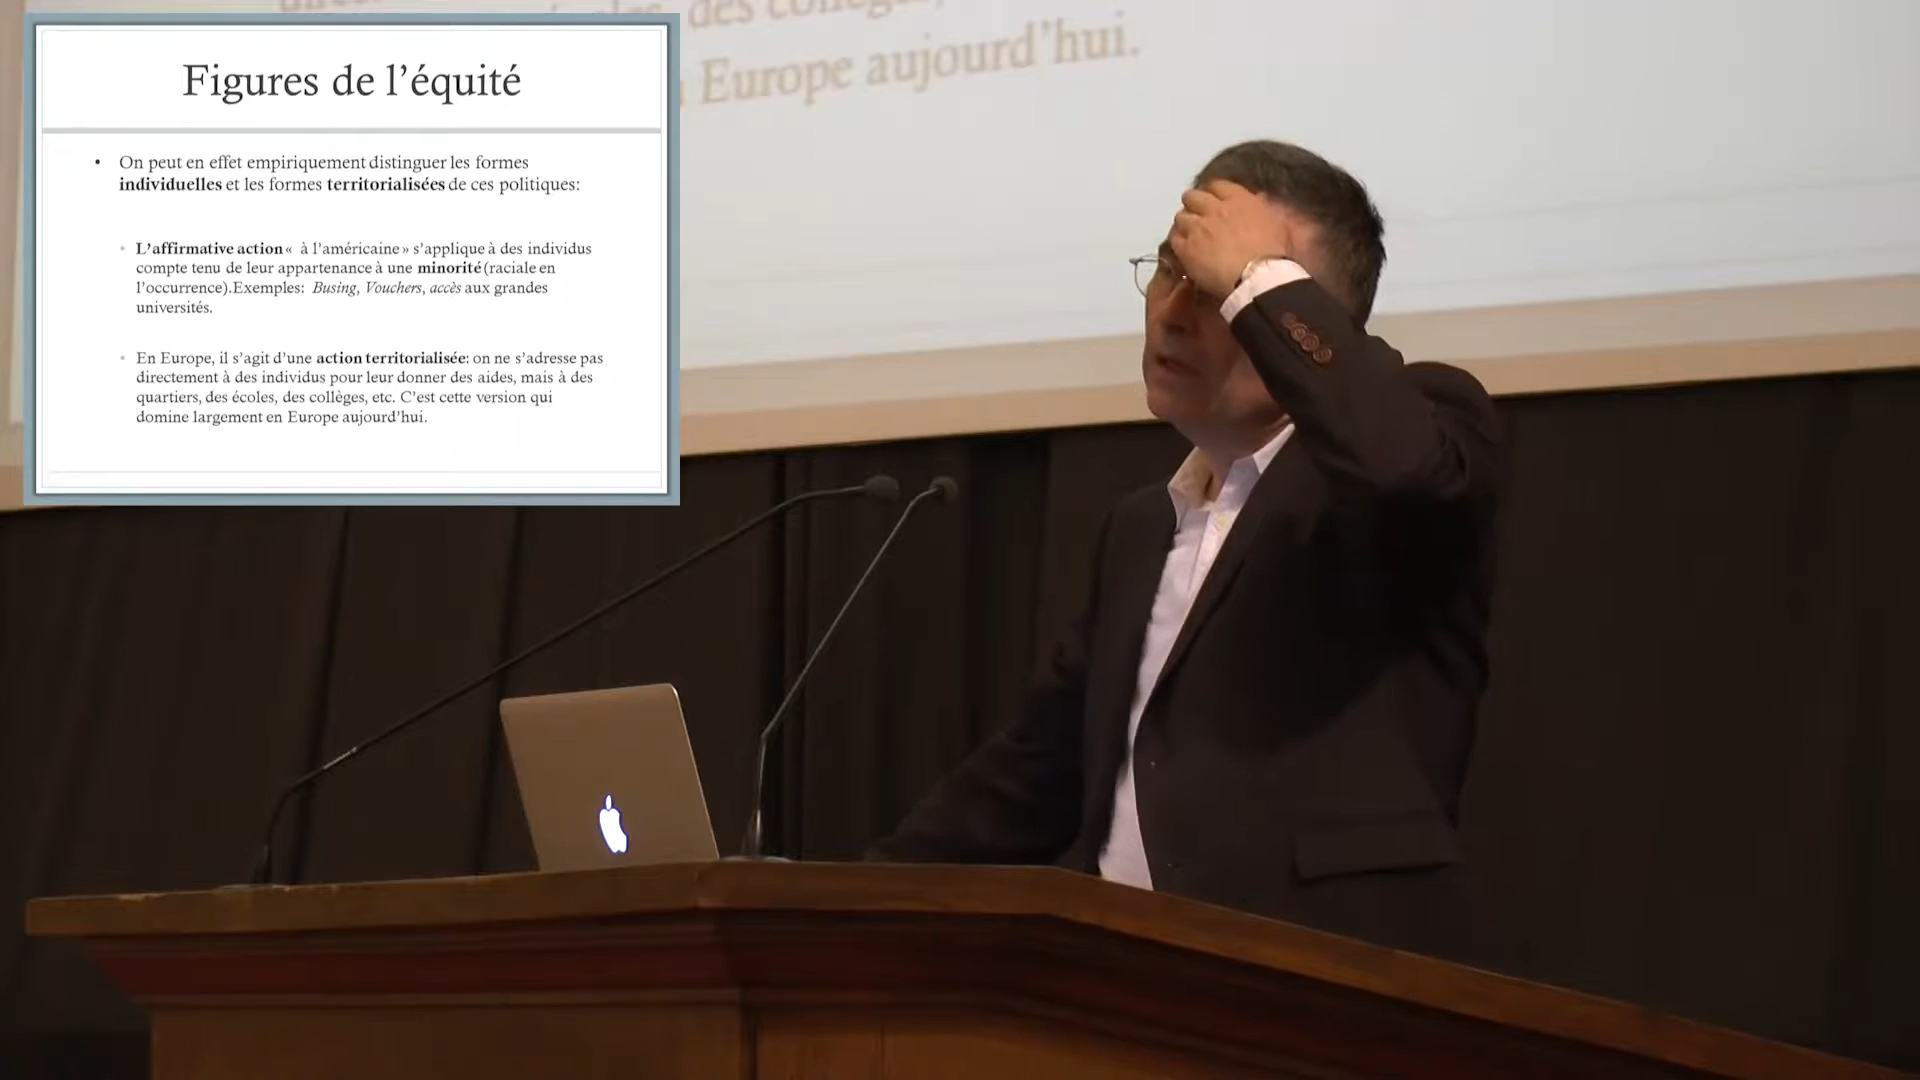 Figures de l’équité
• On peut en effet empiriquement distinguer les formes
individuelles et les formes territorialisées de ces politiques:
• L’affirmative action « à l’américaine » s’applique à des individus
compte tenu de leur appartenance à une minorité (raciale en
l’occurrence).Exemples: Busing, Vouchers, accès aux grandes
universités.
• En Europe, il s’agit d’une action territorialisée: on ne s’adresse pas
directement à des individus pour leur donner des aides, mais à des
quartiers, des écoles, des collèges, etc. C’est cette version qui
domine largement en Europe aujourd’hui.
des collèges,
Europe aujourd’hui.